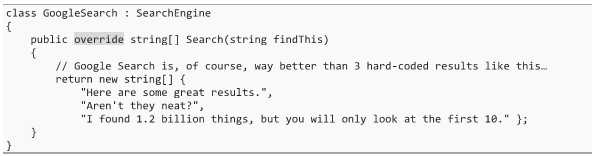 class GoogleSearch : SearchEngine
{
    public override string[] Search(string findThis)
    {
        // Google Search is, of course, way better than 3 hard-coded results like this…
        return new string[] {
            "Here are some great results.",
            "Aren't they neat?",
            "I found 1.2 billion things, but you will only look at the first 10." };
    }
}